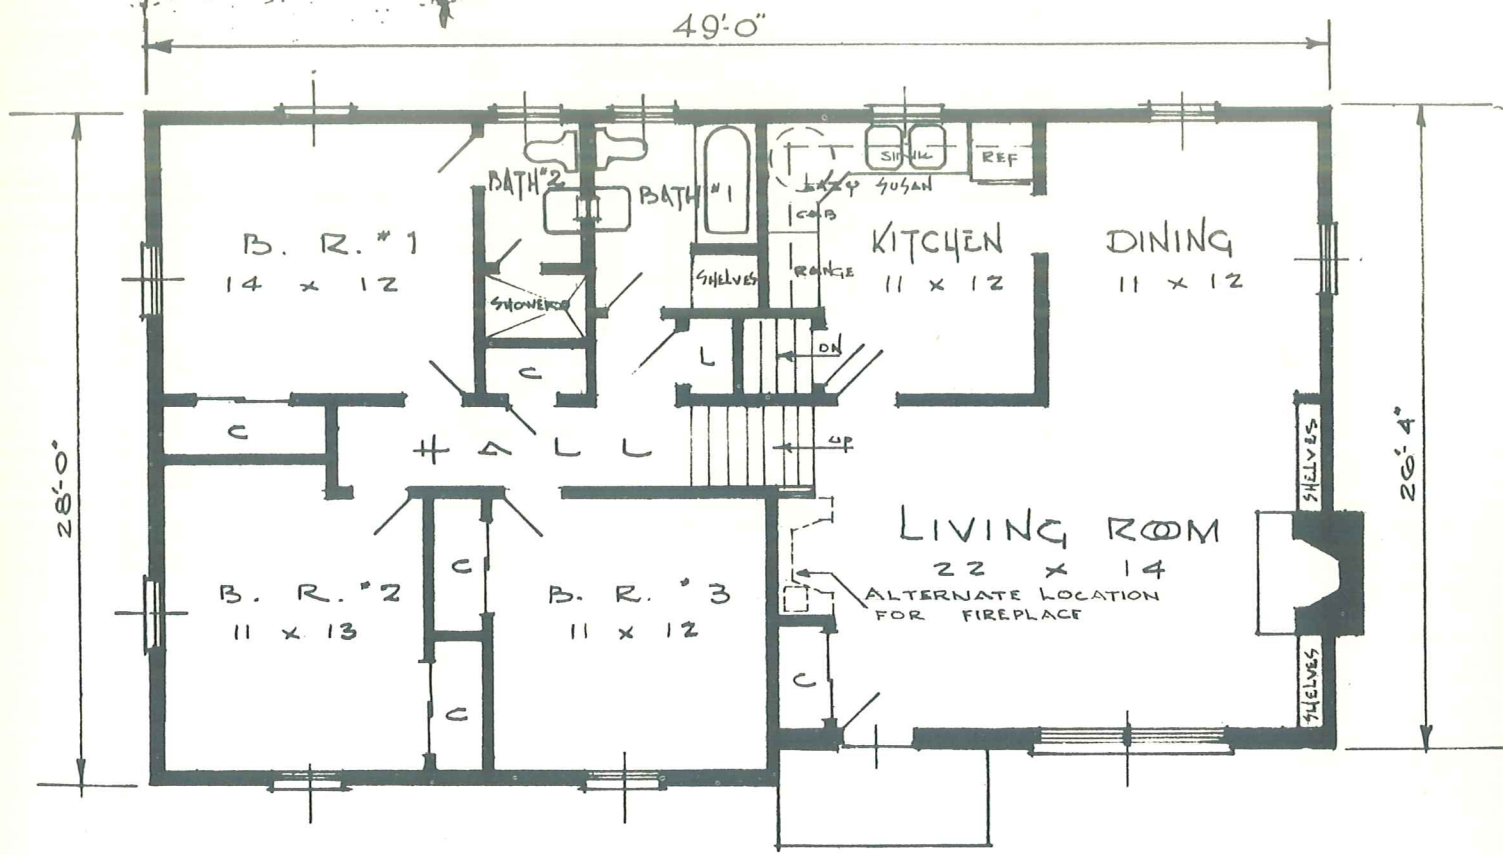 49'-0"
28'-0"
26'-4"
B. R. #1
14 x 12
BATH #2
BATH #1
SHOWER
SHELVES
C
L
SINK
REF
LAZY SUSAN
CAB
RANGE
KITCHEN
11 x 12
DINING
11 x 12
DN
UP
C
HALL
SHELVES
LIVING ROOM
22 x 14
ALTERNATE LOCATION
FOR FIREPLACE
B. R. #2
11 x 13
C
B. R. #3
11 x 12
C
C
SHELVES